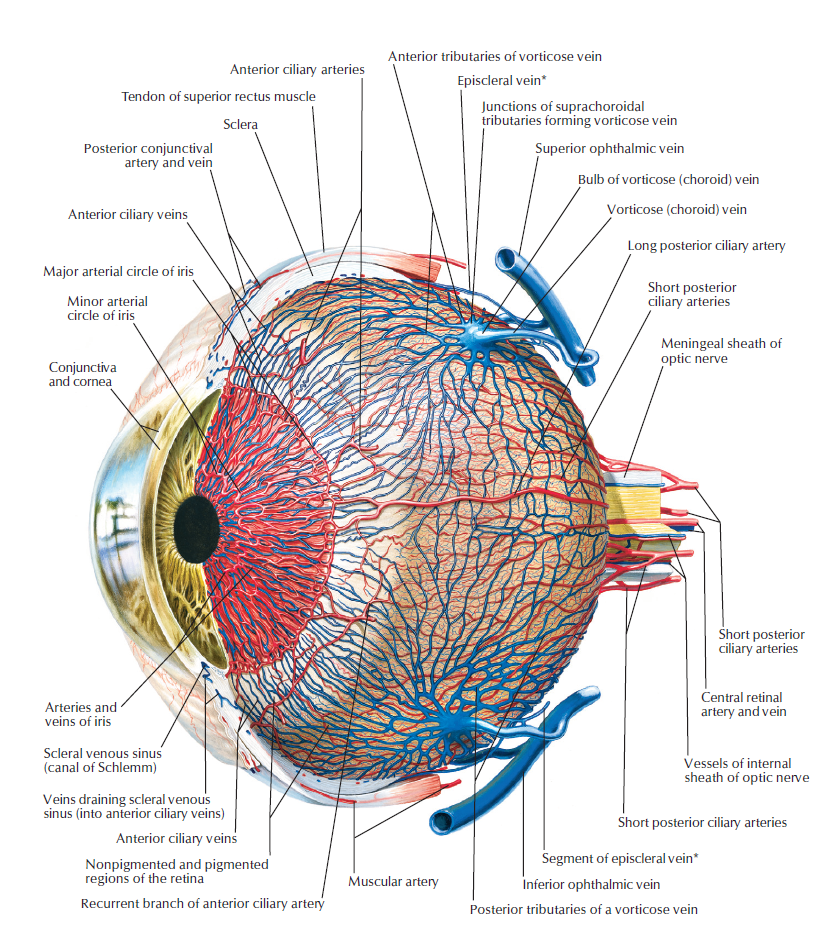 Anterior tributaries of vorticose vein
Anterior ciliary arteries
Episcleral vein*
Tendon of superior rectus muscle
Junctions of suprachoroidal
tributaries forming vorticose vein
Sclera
Posterior conjunctival
artery and vein
Superior ophthalmic vein
Bulb of vorticose (choroid) vein
Anterior ciliary veins
Vorticose (choroid) vein
Long posterior ciliary artery
Major arterial circle of iris
Short posterior
ciliary arteries
Minor arterial
circle of iris
Meningeal sheath of
optic nerve
Conjunctiva
and cornea
Short posterior
ciliary arteries
Central retinal
artery and vein
Arteries and
veins of iris
Scleral venous sinus
(canal of Schlemm)
Vessels of internal
sheath of optic nerve
Veins draining scleral venous
sinus (into anterior ciliary veins)
Short posterior ciliary arteries
Anterior ciliary veins
Nonpigmented and pigmented
regions of the retina
Segment of episcleral vein*
Muscular artery
Inferior ophthalmic vein
Recurrent branch of anterior ciliary artery
Posterior tributaries of a vorticose vein